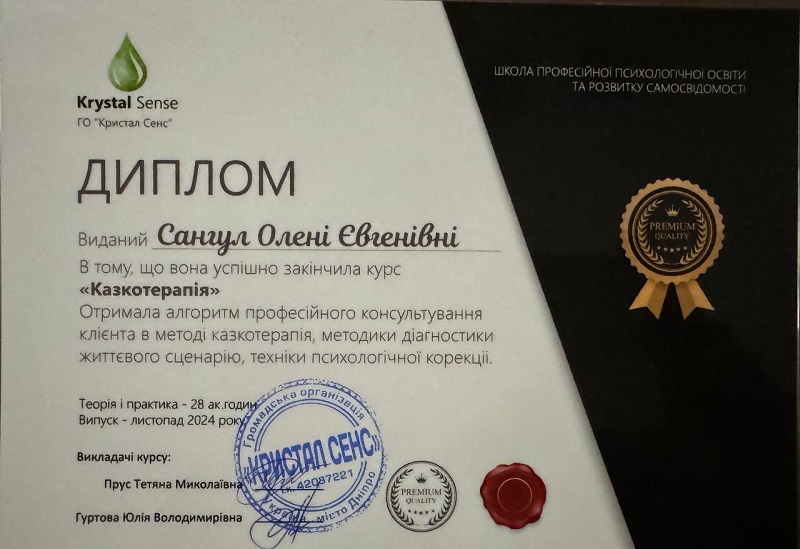 Krystal Sense
ГО "Кристал Сенс"
ШКОЛА ПРОФЕСІЙНОЇ ПСИХОЛОГІЧНОЇ ОСВІТИ
ТА РОЗВИТКУ САМОСВІДОМОСТІ
ДИПЛОМ
Виданий Сангул Олені Євгенівні
В тому, що вона успішно закінчила курс
«Казкотерапія»
Отримала алгоритм професійного консультування
клієнта в методі казкотерапія, методики діагностики
життєвого сценарію, техніки психологічної корекції.
PREMIUM
QUALITY
Теорія і практика - 28 ак.годин
Випуск - листопад 2024 року
Викладачі курсу:
Прус Тетяна Миколаївна
Гуртова Юлія Володимирівна
Громадська організація
«КРИСТАЛ СЕНС»
і.к. 42087221
місто Дніпро
PREMIUM
QUALITY